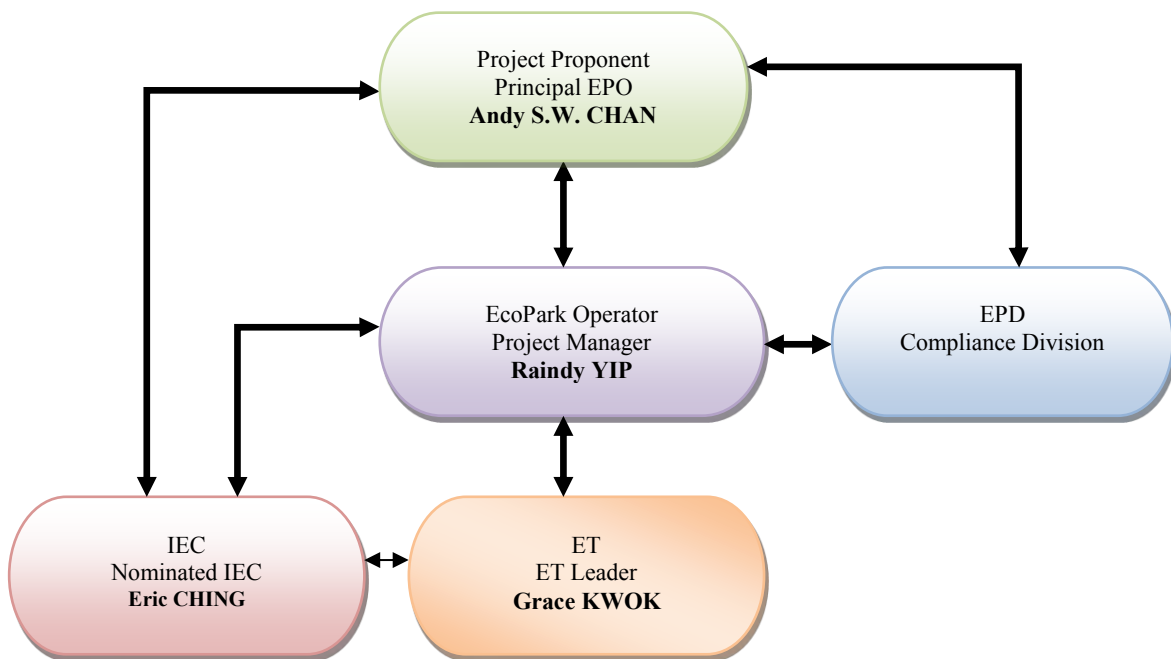 Project Proponent
Principal EPO
Andy S.W. CHAN
EcoPark Operator
Project Manager
Raindy YIP
EPD
Compliance Division
IEC
Nominated IEC
Eric CHING
ET
ET Leader
Grace KWOK